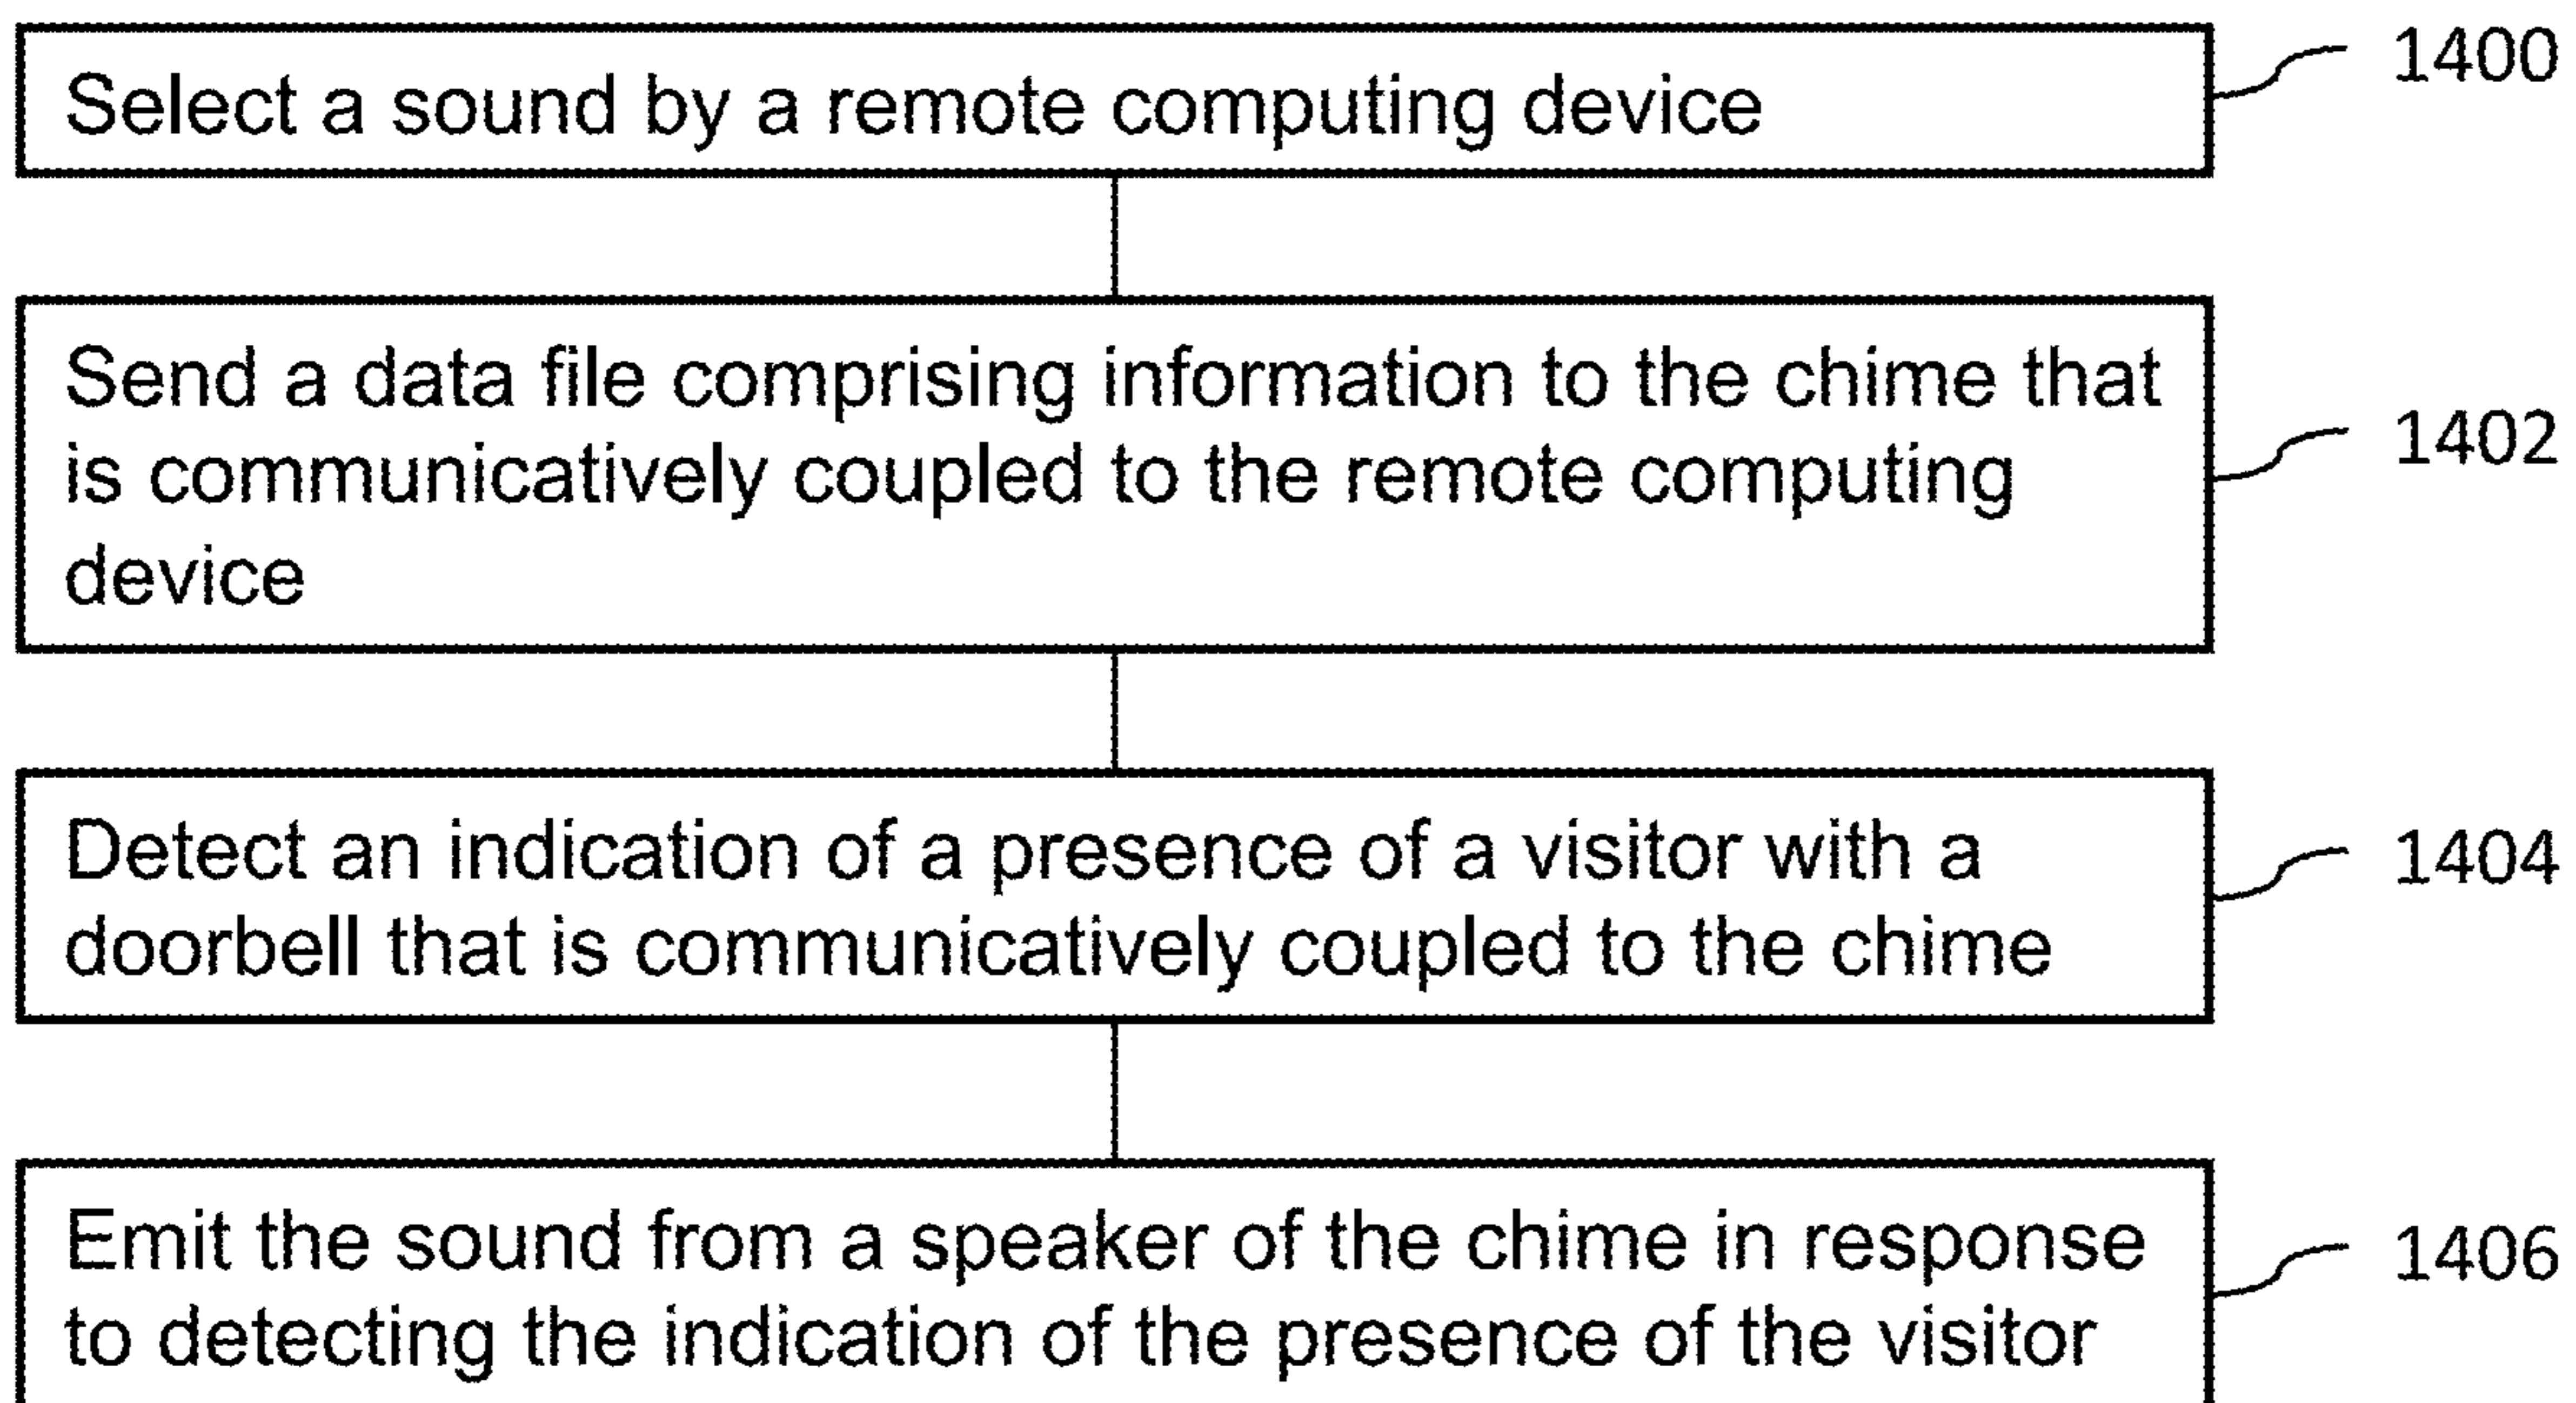 Select a sound by a remote computing device
1400
Send a data file comprising information to the chime that
is communicatively coupled to the remote computing
device
1402
Detect an indication of a presence of a visitor with a
doorbell that is communicatively coupled to the chime
1404
Emit the sound from a speaker of the chime in response
to detecting the indication of the presence of the visitor
1406